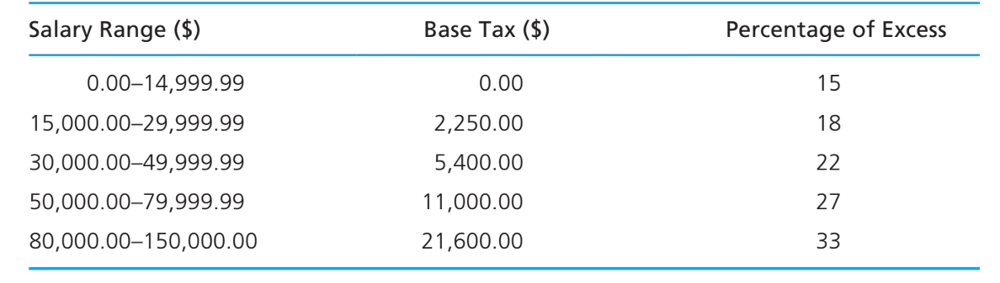 Salary Range ($) Base Tax ($) Percentage of Excess
0.00–14,999.99 0.00 15
15,000.00–29,999.99 2,250.00 18
30,000.00–49,999.99 5,400.00 22
50,000.00–79,999.99 11,000.00 27
80,000.00–150,000.00 21,600.00 33